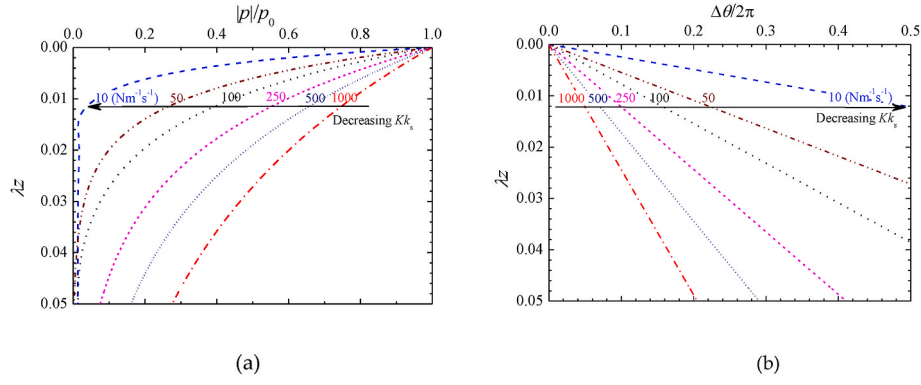 |p|/p₀
0.0 0.2 0.4 0.6 0.8 1.0
0.00
0.01
0.02
0.03
0.04
0.05
λz
10 (Nm⁻¹s⁻¹) 50 100 250 500 1000
Decreasing Kkₛ
(a)
Δθ/2π
0.0 0.1 0.2 0.3 0.4 0.5
0.00
0.01
0.02
0.03
0.04
0.05
λz
1000 500 250 100 50 10 (Nm⁻¹s⁻¹)
Decreasing Kkₛ
(b)